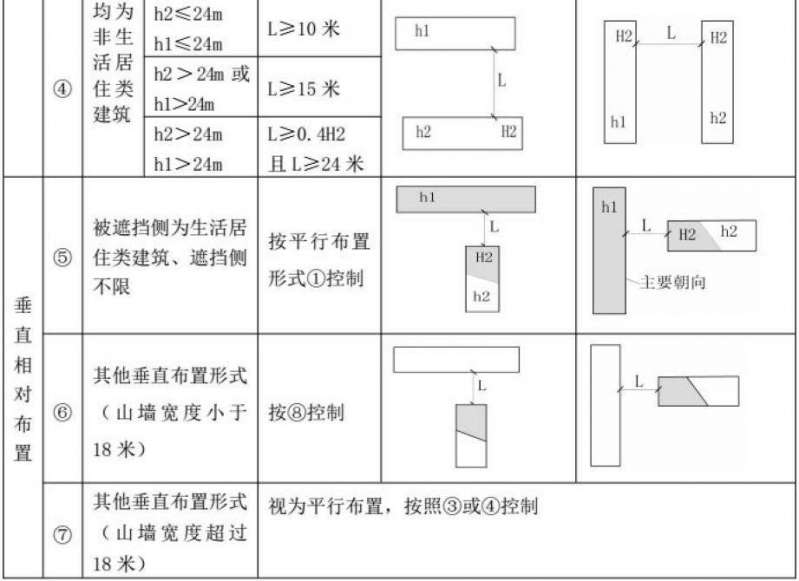 ④
均为
非生
活居
住类
建筑
h2≤24m
h1≤24m
L≥10 米
h2＞24m 或
h1>24m
L≥15 米
h2＞24m
h1＞24m
L≥0.4H2
且 L≥24 米
h1
L
h2
H2
H2
L
H2
h1
h2
垂
直
相
对
布
置
⑤
被遮挡侧为生活居
住类建筑、遮挡侧
不限
按平行布置
形式①控制
h1
L
H2
h2
h1
L
H2
h2
主要朝向
⑥
其他垂直布置形式
（山墙宽度小于
18 米）
按⑧控制
L
L
⑦
其他垂直布置形式
（山墙宽度超过
18 米）
视为平行布置，按照③或④控制